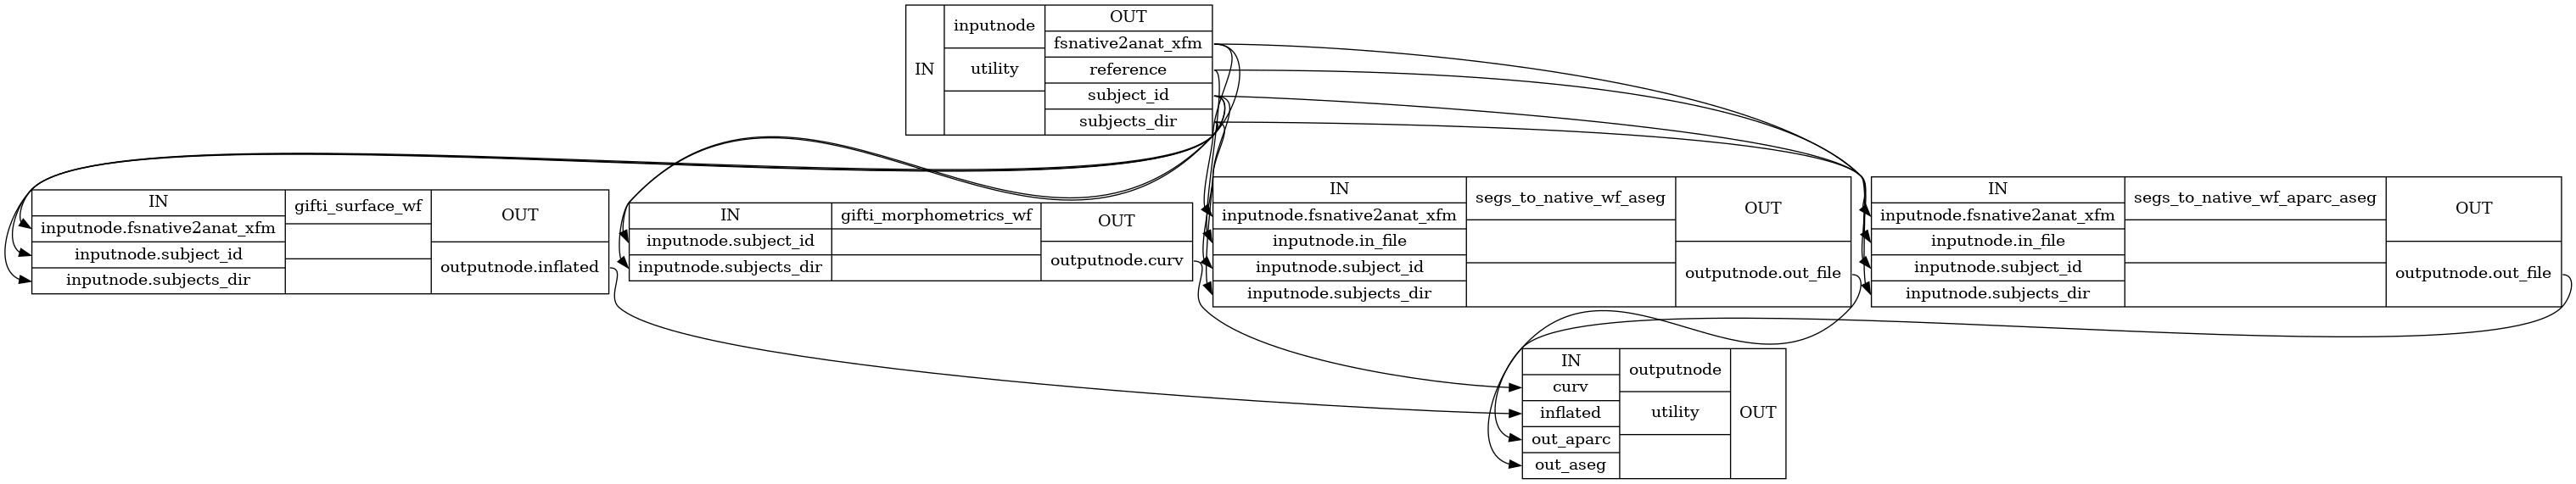 IN
inputnode
utility
OUT
fsnative2anat_xfm
reference
subject_id
subjects_dir
IN
inputnode.fsnative2anat_xfm
inputnode.subject_id
inputnode.subjects_dir
gifti_surface_wf
OUT
outputnode.inflated
IN
inputnode.subject_id
inputnode.subjects_dir
gifti_morphometrics_wf
OUT
outputnode.curv
IN
inputnode.fsnative2anat_xfm
inputnode.in_file
inputnode.subject_id
inputnode.subjects_dir
segs_to_native_wf_aseg
OUT
outputnode.out_file
IN
inputnode.fsnative2anat_xfm
inputnode.in_file
inputnode.subject_id
inputnode.subjects_dir
segs_to_native_wf_aparc_aseg
OUT
outputnode.out_file
IN
curv
inflated
out_aparc
out_aseg
outputnode
utility
OUT